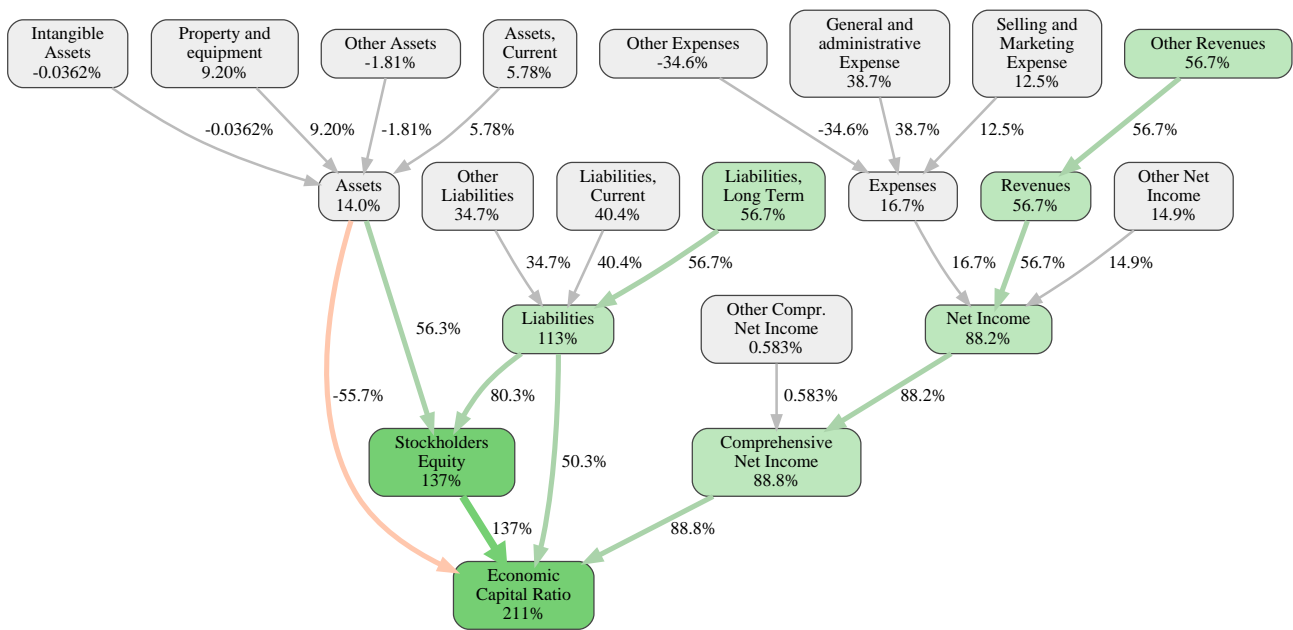 Intangible
Assets
-0.0362%
Property and
equipment
9.20%
Other Assets
-1.81%
Assets,
Current
5.78%
Other Expenses
-34.6%
General and
administrative
Expense
38.7%
Selling and
Marketing
Expense
12.5%
Other Revenues
56.7%
-0.0362%
9.20%
-1.81%
5.78%
-34.6%
38.7%
12.5%
56.7%
Assets
14.0%
Other
Liabilities
34.7%
Liabilities,
Current
40.4%
Liabilities,
Long Term
56.7%
Expenses
16.7%
Revenues
56.7%
Other Net
Income
14.9%
34.7%
40.4%
56.7%
16.7%
56.7%
14.9%
56.3%
Liabilities
113%
Other Compr.
Net Income
0.583%
Net Income
88.2%
-55.7%
80.3%
0.583%
88.2%
Stockholders
Equity
137%
50.3%
Comprehensive
Net Income
88.8%
137%
88.8%
Economic
Capital Ratio
211%